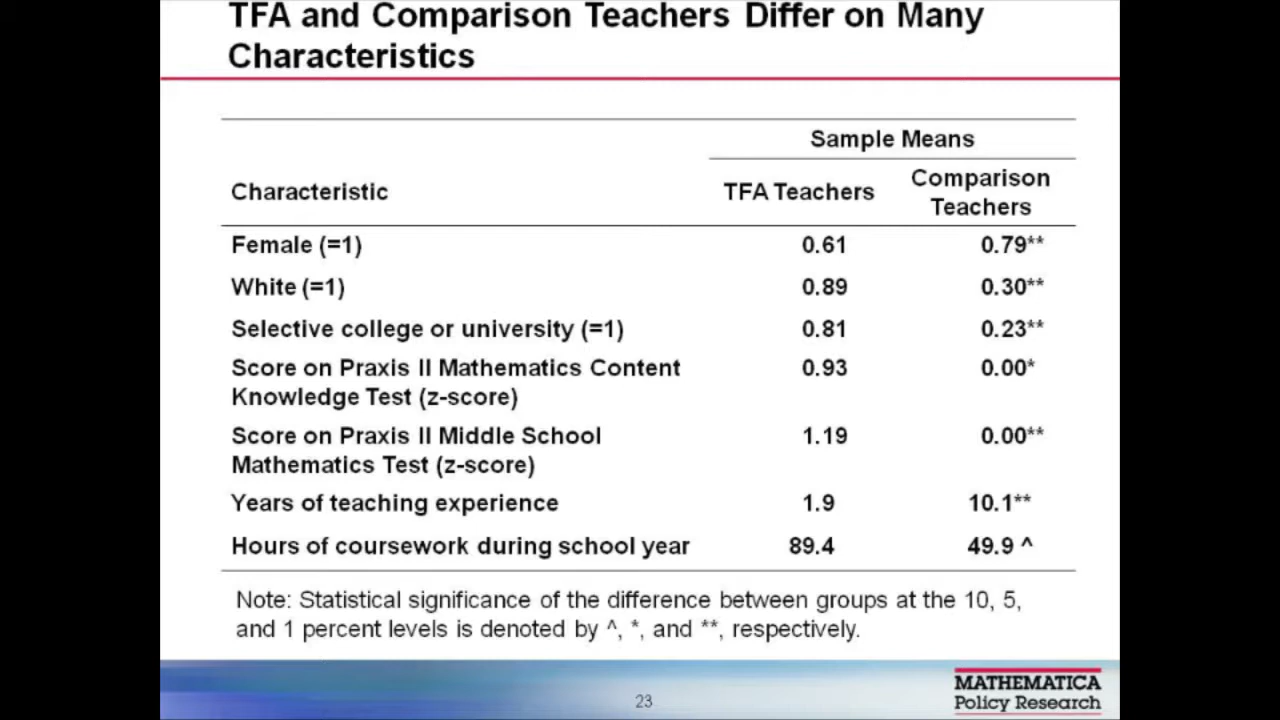 TFA and Comparison Teachers Differ on Many
Characteristics
Sample Means
Characteristic TFA Teachers Comparison Teachers
Female (=1) 0.61 0.79**
White (=1) 0.89 0.30**
Selective college or university (=1) 0.81 0.23**
Score on Praxis II Mathematics Content 0.93 0.00*
Knowledge Test (z-score)
Score on Praxis II Middle School 1.19 0.00**
Mathematics Test (z-score)
Years of teaching experience 1.9 10.1**
Hours of coursework during school year 89.4 49.9 ^
Note: Statistical significance of the difference between groups at the 10, 5,
and 1 percent levels is denoted by ^, *, and **, respectively.
23
MATHEMATICA
Policy Research